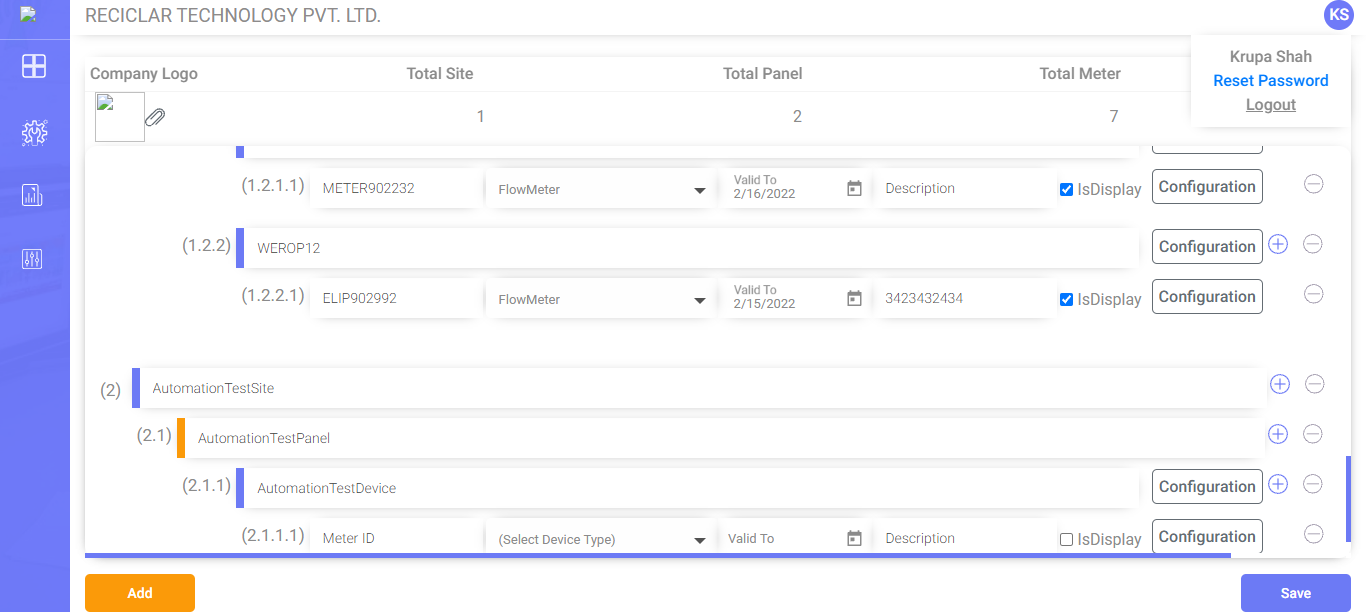 RECICLAR TECHNOLOGY PVT. LTD.
KS
Krupa Shah
Reset Password
Logout
Company Logo Total Site Total Panel Total Meter
1 2 7
(1.2.1.1) METER902232 FlowMeter Valid To 2/16/2022 Description IsDisplay Configuration
(1.2.2) WEROP12 Configuration
(1.2.2.1) ELIP902992 FlowMeter Valid To 2/15/2022 3423432434 IsDisplay Configuration
(2) AutomationTestSite
(2.1) AutomationTestPanel
(2.1.1) AutomationTestDevice Configuration
(2.1.1.1) Meter ID (Select Device Type) Valid To Description IsDisplay Configuration
Add Save